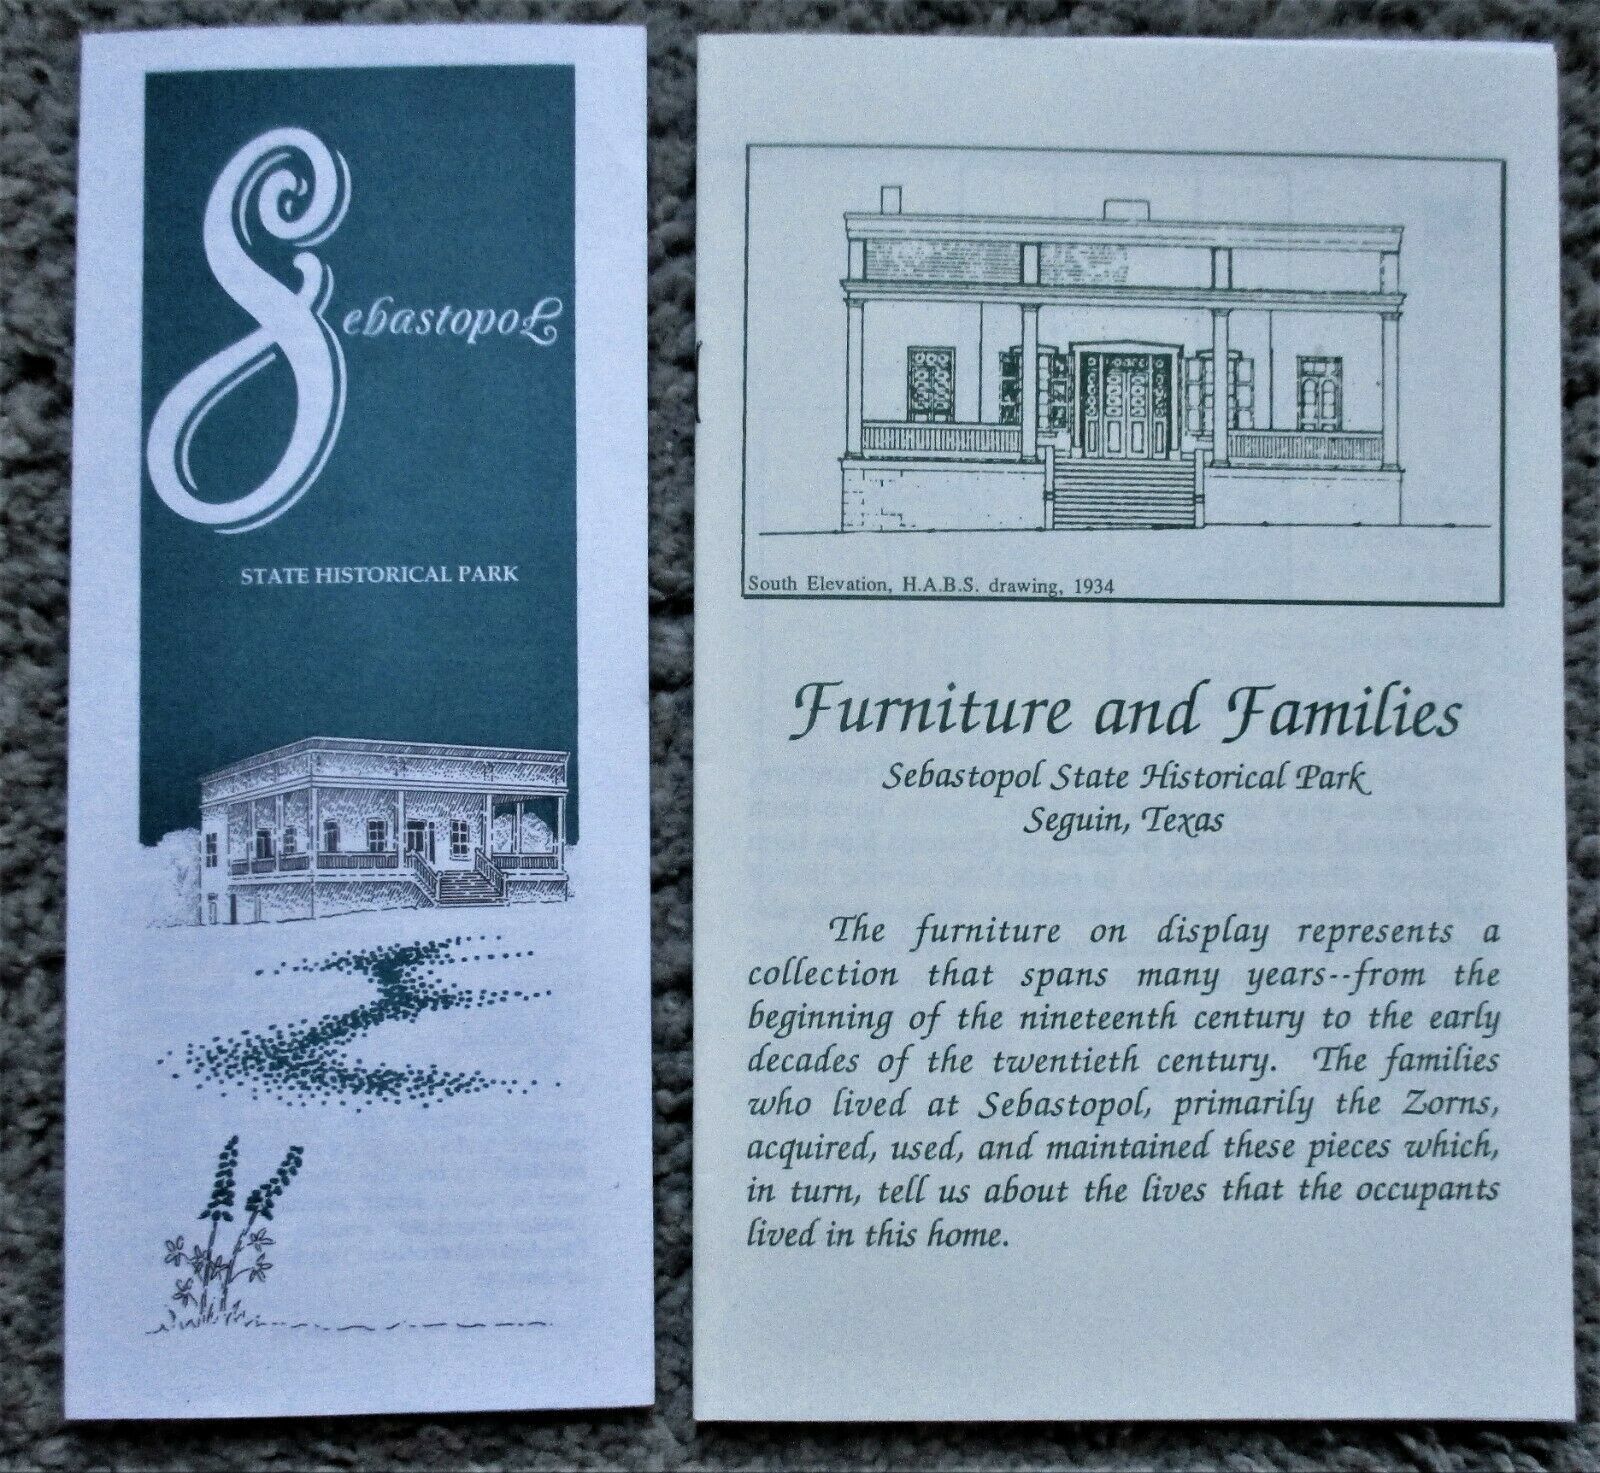 Sebastopol
STATE HISTORICAL PARK
South Elevation, H.A.B.S. drawing, 1934
Furniture and Families
Sebastopol State Historical Park
Seguin, Texas
The furniture on display represents a
collection that spans many years--from the
beginning of the nineteenth century to the early
decades of the twentieth century. The families
who lived at Sebastopol, primarily the Zorns,
acquired, used, and maintained these pieces which,
in turn, tell us about the lives that the occupants
lived in this home.